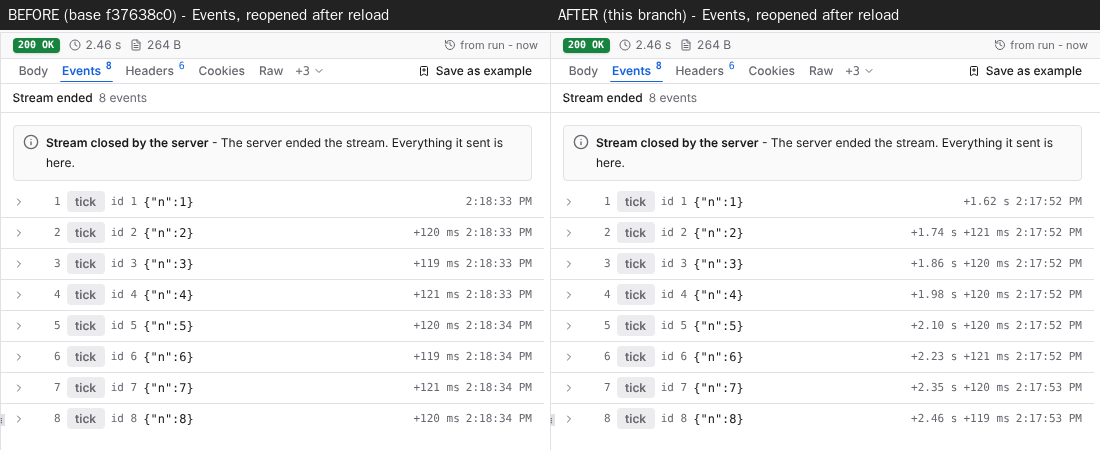 BEFORE (base f37638c0) - Events, reopened after reload
200 OK 2.46 s 264 B from run - now
Body Events 8 Headers 6 Cookies Raw +3 Save as example
Stream ended 8 events
Stream closed by the server - The server ended the stream. Everything it sent is
here.
1 tick id 1 {"n":1} 2:18:33 PM
2 tick id 2 {"n":2} +120 ms 2:18:33 PM
3 tick id 3 {"n":3} +119 ms 2:18:33 PM
4 tick id 4 {"n":4} +121 ms 2:18:33 PM
5 tick id 5 {"n":5} +120 ms 2:18:34 PM
6 tick id 6 {"n":6} +119 ms 2:18:34 PM
7 tick id 7 {"n":7} +121 ms 2:18:34 PM
8 tick id 8 {"n":8} +120 ms 2:18:34 PM
AFTER (this branch) - Events, reopened after reload
200 OK 2.46 s 264 B from run - now
Body Events 8 Headers 6 Cookies Raw +3 Save as example
Stream ended 8 events
Stream closed by the server - The server ended the stream. Everything it sent is
here.
1 tick id 1 {"n":1} +1.62 s 2:17:52 PM
2 tick id 2 {"n":2} +1.74 s +121 ms 2:17:52 PM
3 tick id 3 {"n":3} +1.86 s +120 ms 2:17:52 PM
4 tick id 4 {"n":4} +1.98 s +120 ms 2:17:52 PM
5 tick id 5 {"n":5} +2.10 s +120 ms 2:17:52 PM
6 tick id 6 {"n":6} +2.23 s +121 ms 2:17:52 PM
7 tick id 7 {"n":7} +2.35 s +120 ms 2:17:53 PM
8 tick id 8 {"n":8} +2.46 s +119 ms 2:17:53 PM